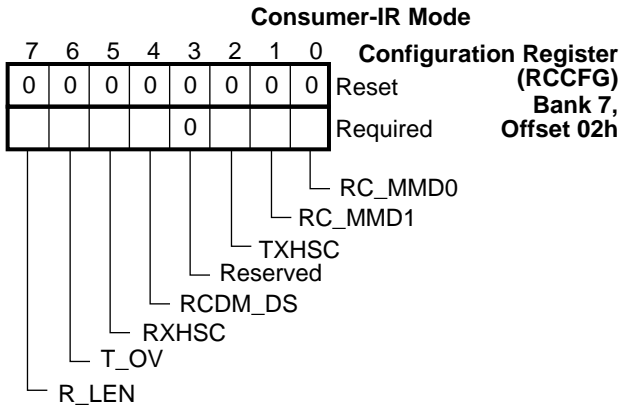 Consumer-IR Mode
7 6 5 4 3 2 1 0
Configuration Register
(RCCFG)
Bank 7,
Offset 02h
0 0 0 0 0 0 0 0 Reset
0 Required
RC_MMD0
RC_MMD1
TXHSC
Reserved
RCDM_DS
RXHSC
T_OV
R_LEN